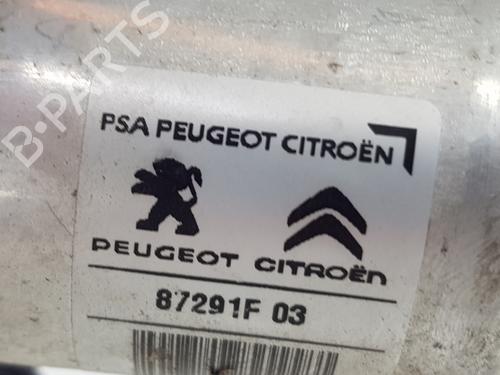 B-PARTS
PSA PEUGEOT CITROËN
PEUGEOT CITROËN
87291F 03